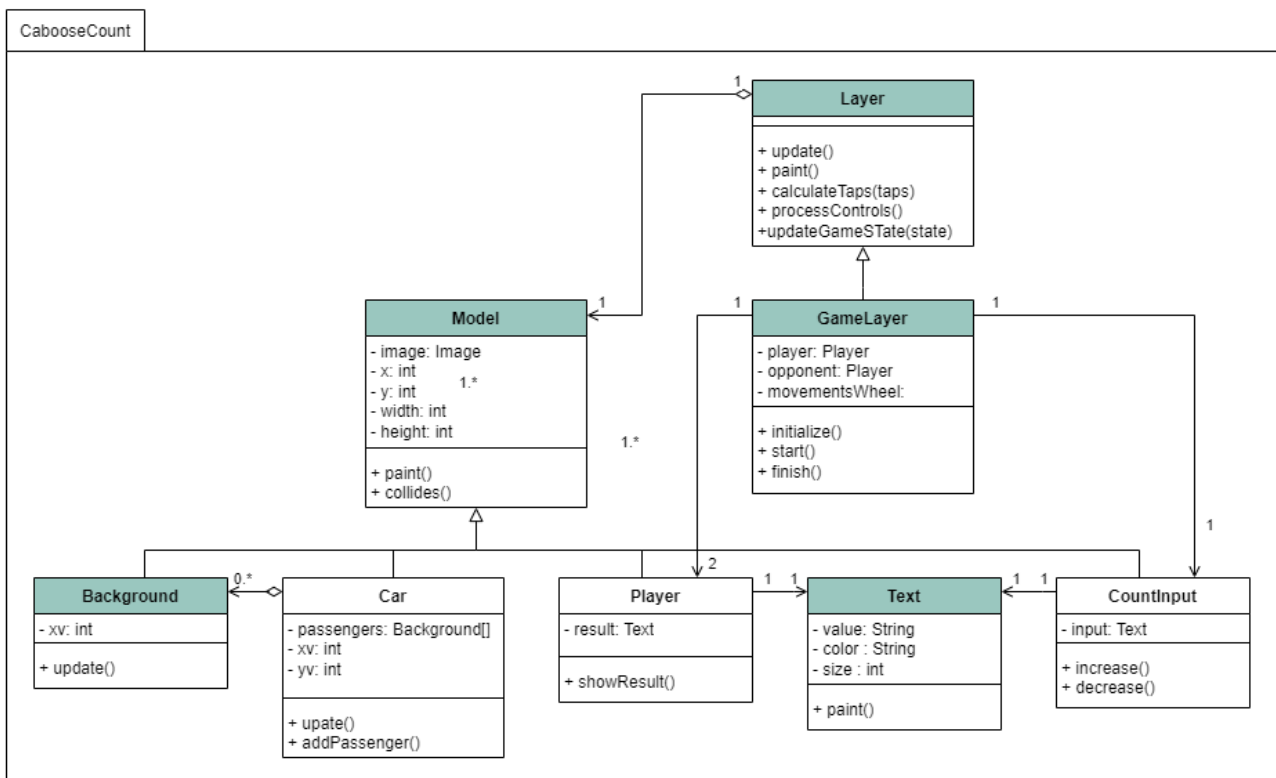 CabooseCount
1
Layer
+ update()
+ paint()
+ calculateTaps(taps)
+ processControls()
+updateGameSTate(state)
1
Model
- image: Image
- x: int
- y: int
- width: int
- height: int
1.*
+ paint()
+ collides()
1.*
1
GameLayer
1
- player: Player
- opponent: Player
- movementsWheel:
+ initialize()
+ start()
+ finish()
1
2
0.*
Background
- xv: int
+ update()
Car
- passengers: Background[]
- xv: int
- yv: int
+ upate()
+ addPassenger()
Player
- result: Text
+ showResult()
1
1
Text
- value: String
- color : String
- size : int
+ paint()
1
1
CountInput
- input: Text
+ increase()
+ decrease()